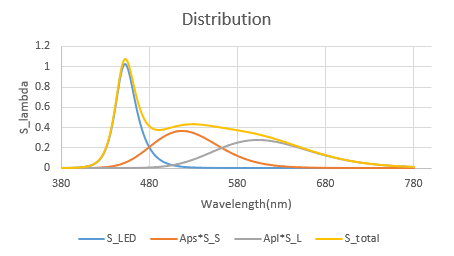 Distribution
1.2
1
0.8
0.6
0.4
0.2
0
S_lambda
380 480 580 680 780
Wavelength(nm)
S_LED Aps*S_S Apl*S_L S_total